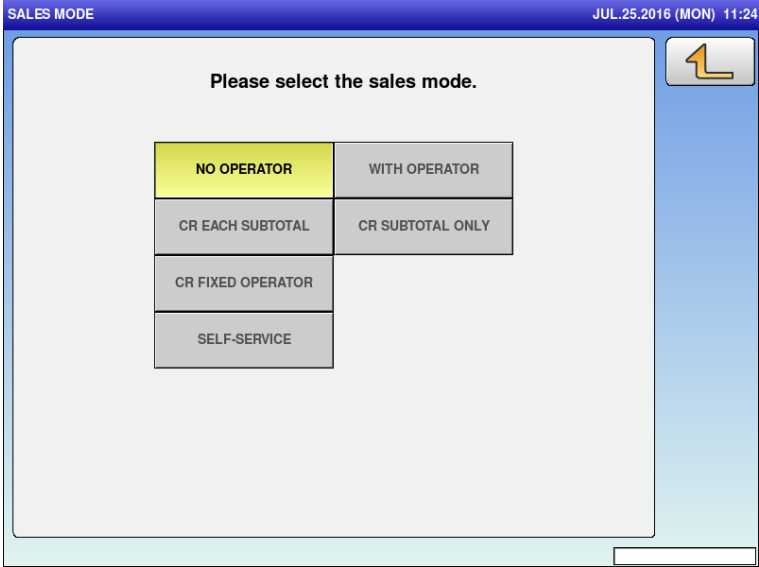 SALES MODE JUL.25.2016 (MON) 11:24
Please select the sales mode.
NO OPERATOR WITH OPERATOR
CR EACH SUBTOTAL CR SUBTOTAL ONLY
CR FIXED OPERATOR
SELF-SERVICE